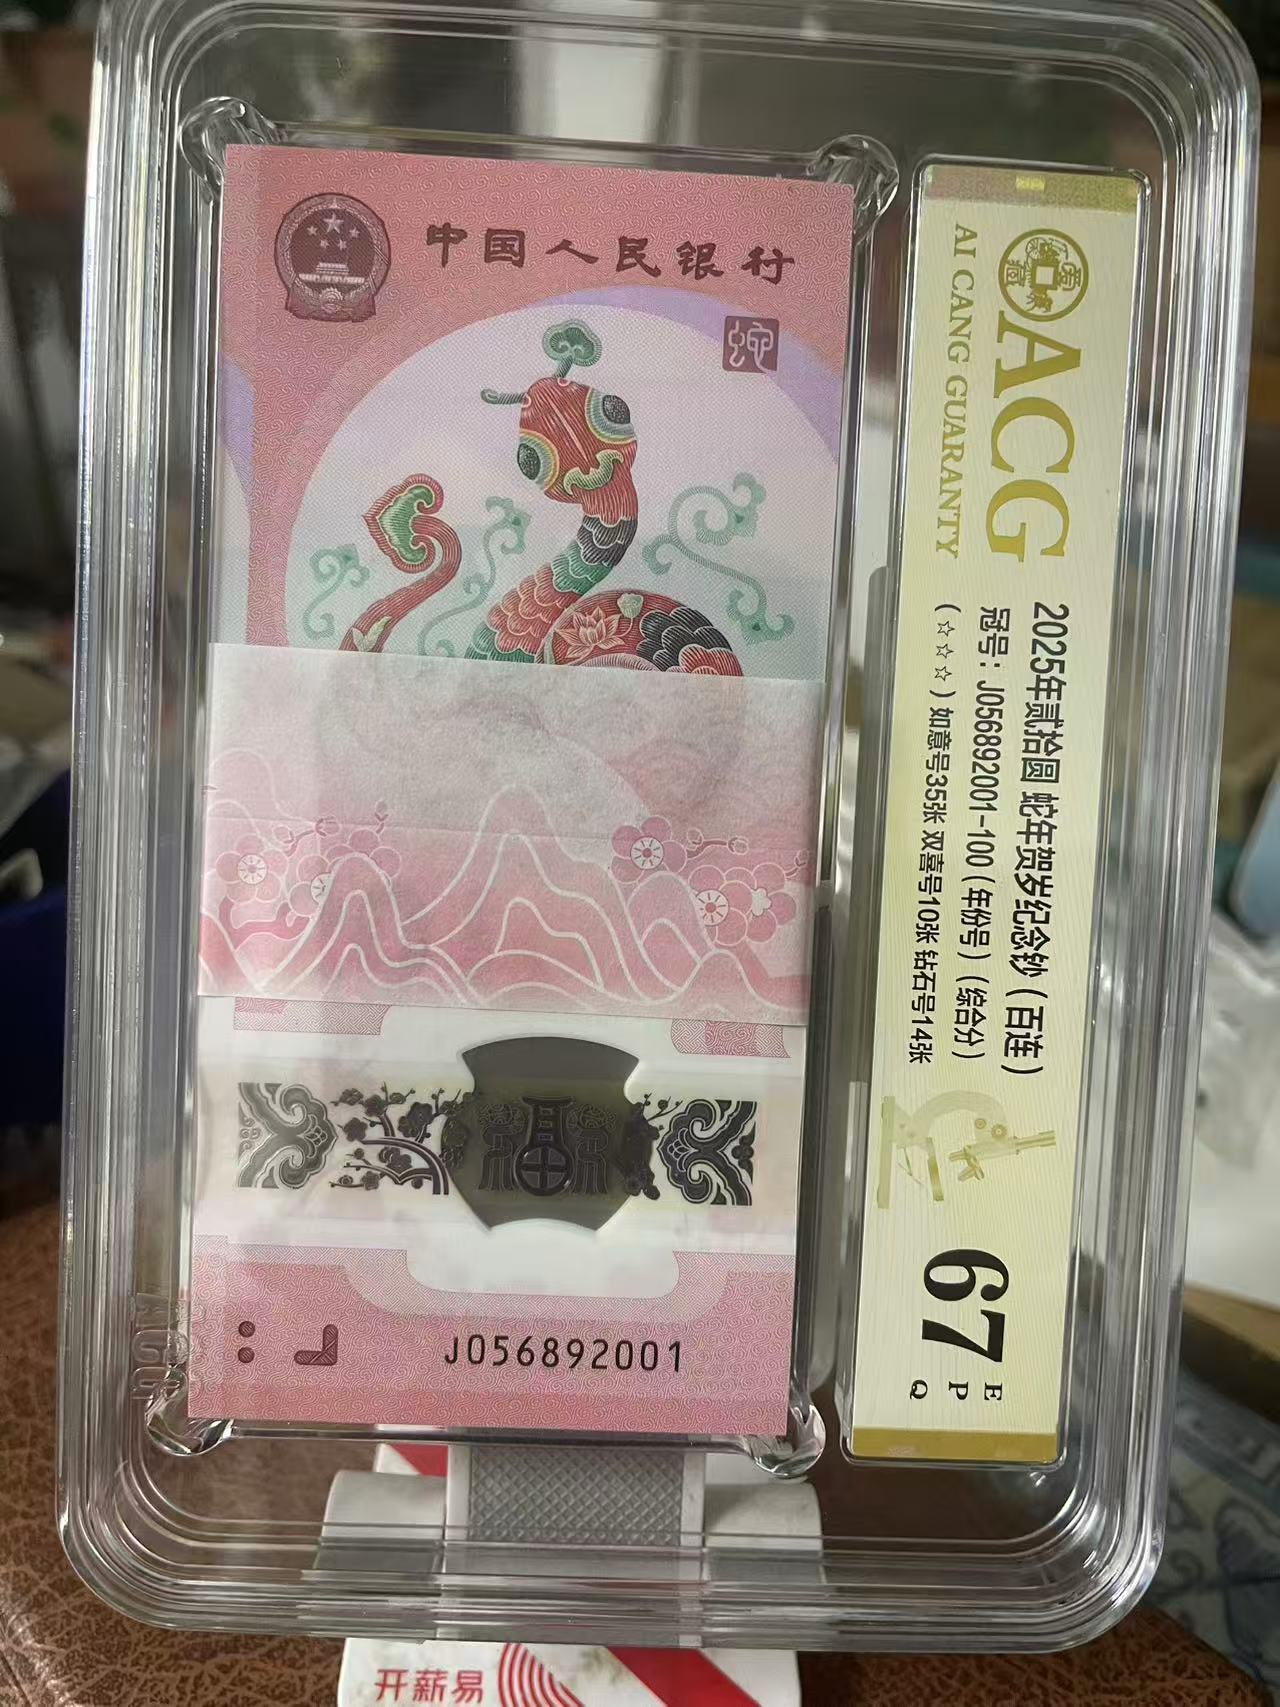 中国人民银行
蛇
J056892001
ACG
AI CANG GUARANTY
2025年贰拾圆 蛇年贺岁纪念钞（百连）
冠号：J056892001-100（年份号）（综合分）
（☆☆☆）如意号35张 双喜号10张 钻石号14张
67
E
P
Q
开薪易